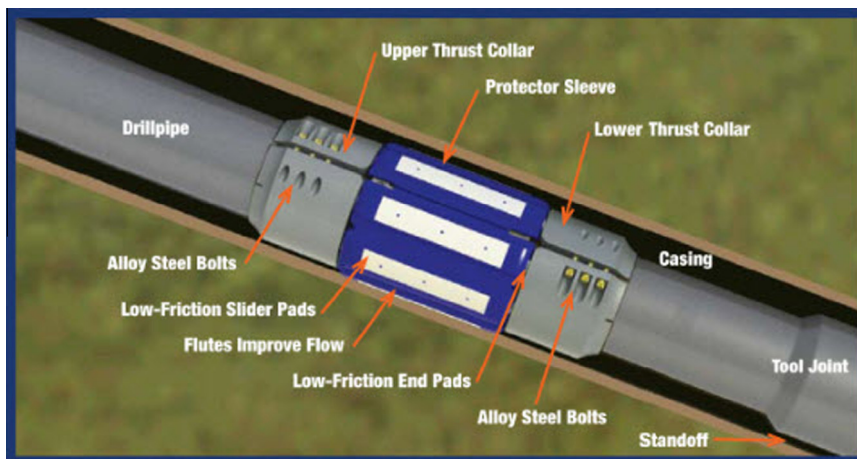 Upper Thrust Collar
Protector Sleeve
Drillpipe
Lower Thrust Collar
Alloy Steel Bolts
Casing
Low-Friction Slider Pads
Flutes Improve Flow
Low-Friction End Pads
Tool Joint
Alloy Steel Bolts
Standoff